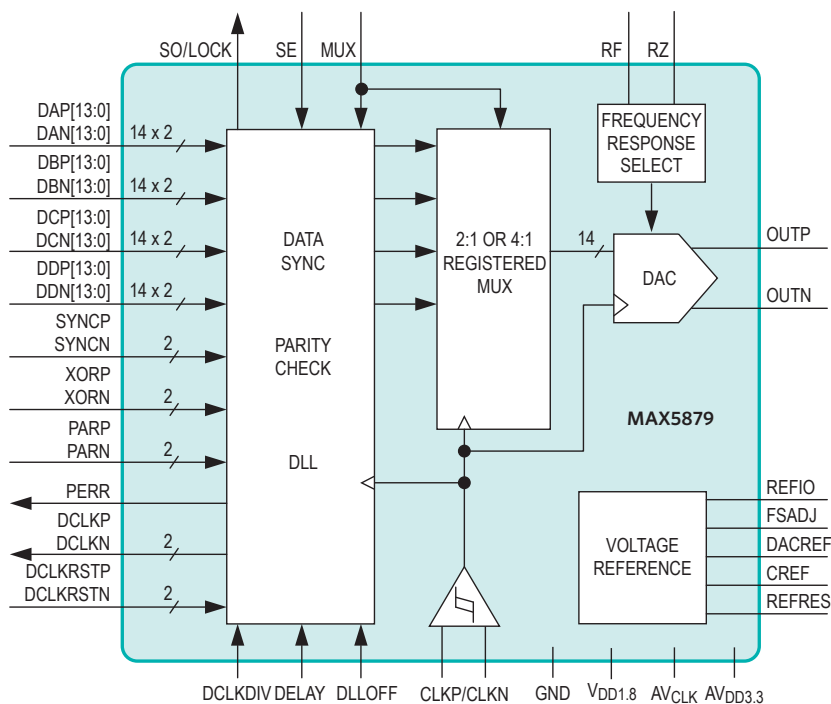 SO/LOCK SE MUX RF RZ
DAP[13:0]
DAN[13:0] 14 x 2
DBP[13:0]
DBN[13:0] 14 x 2
DCP[13:0]
DCN[13:0] 14 x 2
DDP[13:0]
DDN[13:0] 14 x 2
SYNCP
SYNCN 2
XORP
XORN 2
PARP
PARN 2
PERR
DCLKP
DCLKN 2
DCLKRSTP
DCLKRSTN 2
DATA
SYNC
PARITY
CHECK
DLL
2:1 OR 4:1
REGISTERED
MUX
14
FREQUENCY
RESPONSE
SELECT
DAC
OUTP
OUTN
MAX5879
VOLTAGE
REFERENCE
REFIO
FSADJ
DACREF
CREF
REFRES
DCLKDIV DELAY DLLOFF CLKP/CLKN GND VDD1.8 AVCLK AVDD3.3